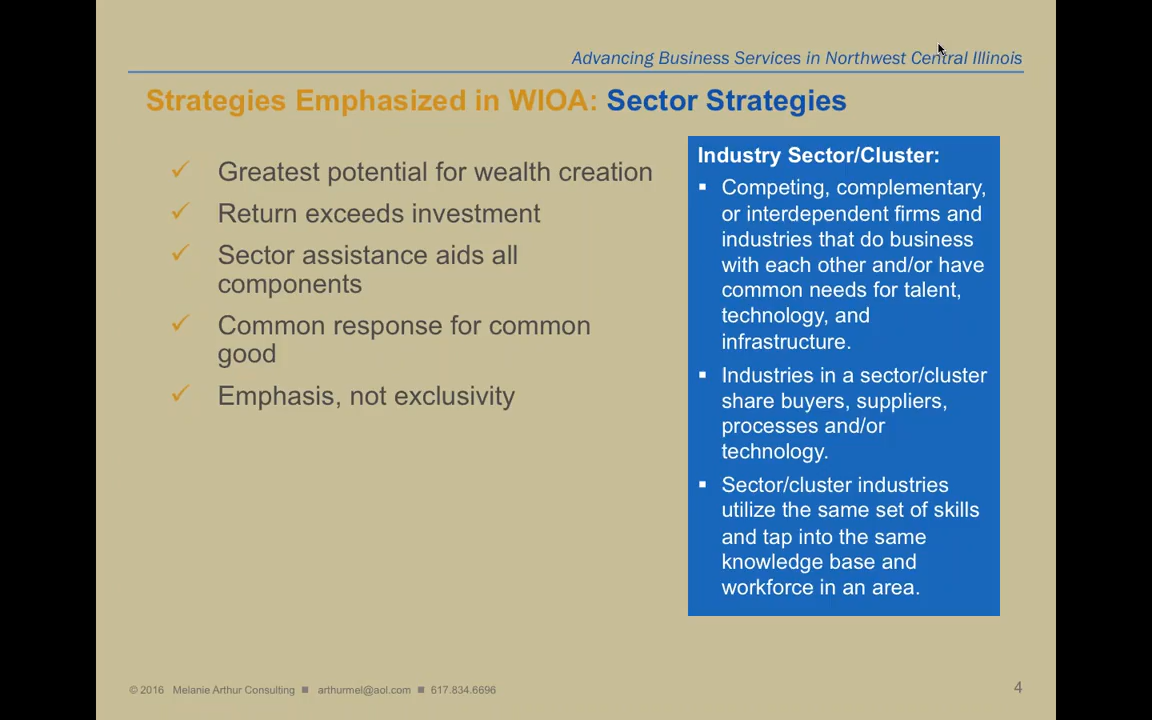 Advancing Business Services in Northwest Central Illinois
Strategies Emphasized in WIOA: Sector Strategies
✓ Greatest potential for wealth creation
✓ Return exceeds investment
✓ Sector assistance aids all
components
✓ Common response for common
good
✓ Emphasis, not exclusivity
Industry Sector/Cluster:
▪ Competing, complementary,
or interdependent firms and
industries that do business
with each other and/or have
common needs for talent,
technology, and
infrastructure.
▪ Industries in a sector/cluster
share buyers, suppliers,
processes and/or
technology.
▪ Sector/cluster industries
utilize the same set of skills
and tap into the same
knowledge base and
workforce in an area.
© 2016 Melanie Arthur Consulting ■ arthurmel@aol.com ■ 617.834.6696
4